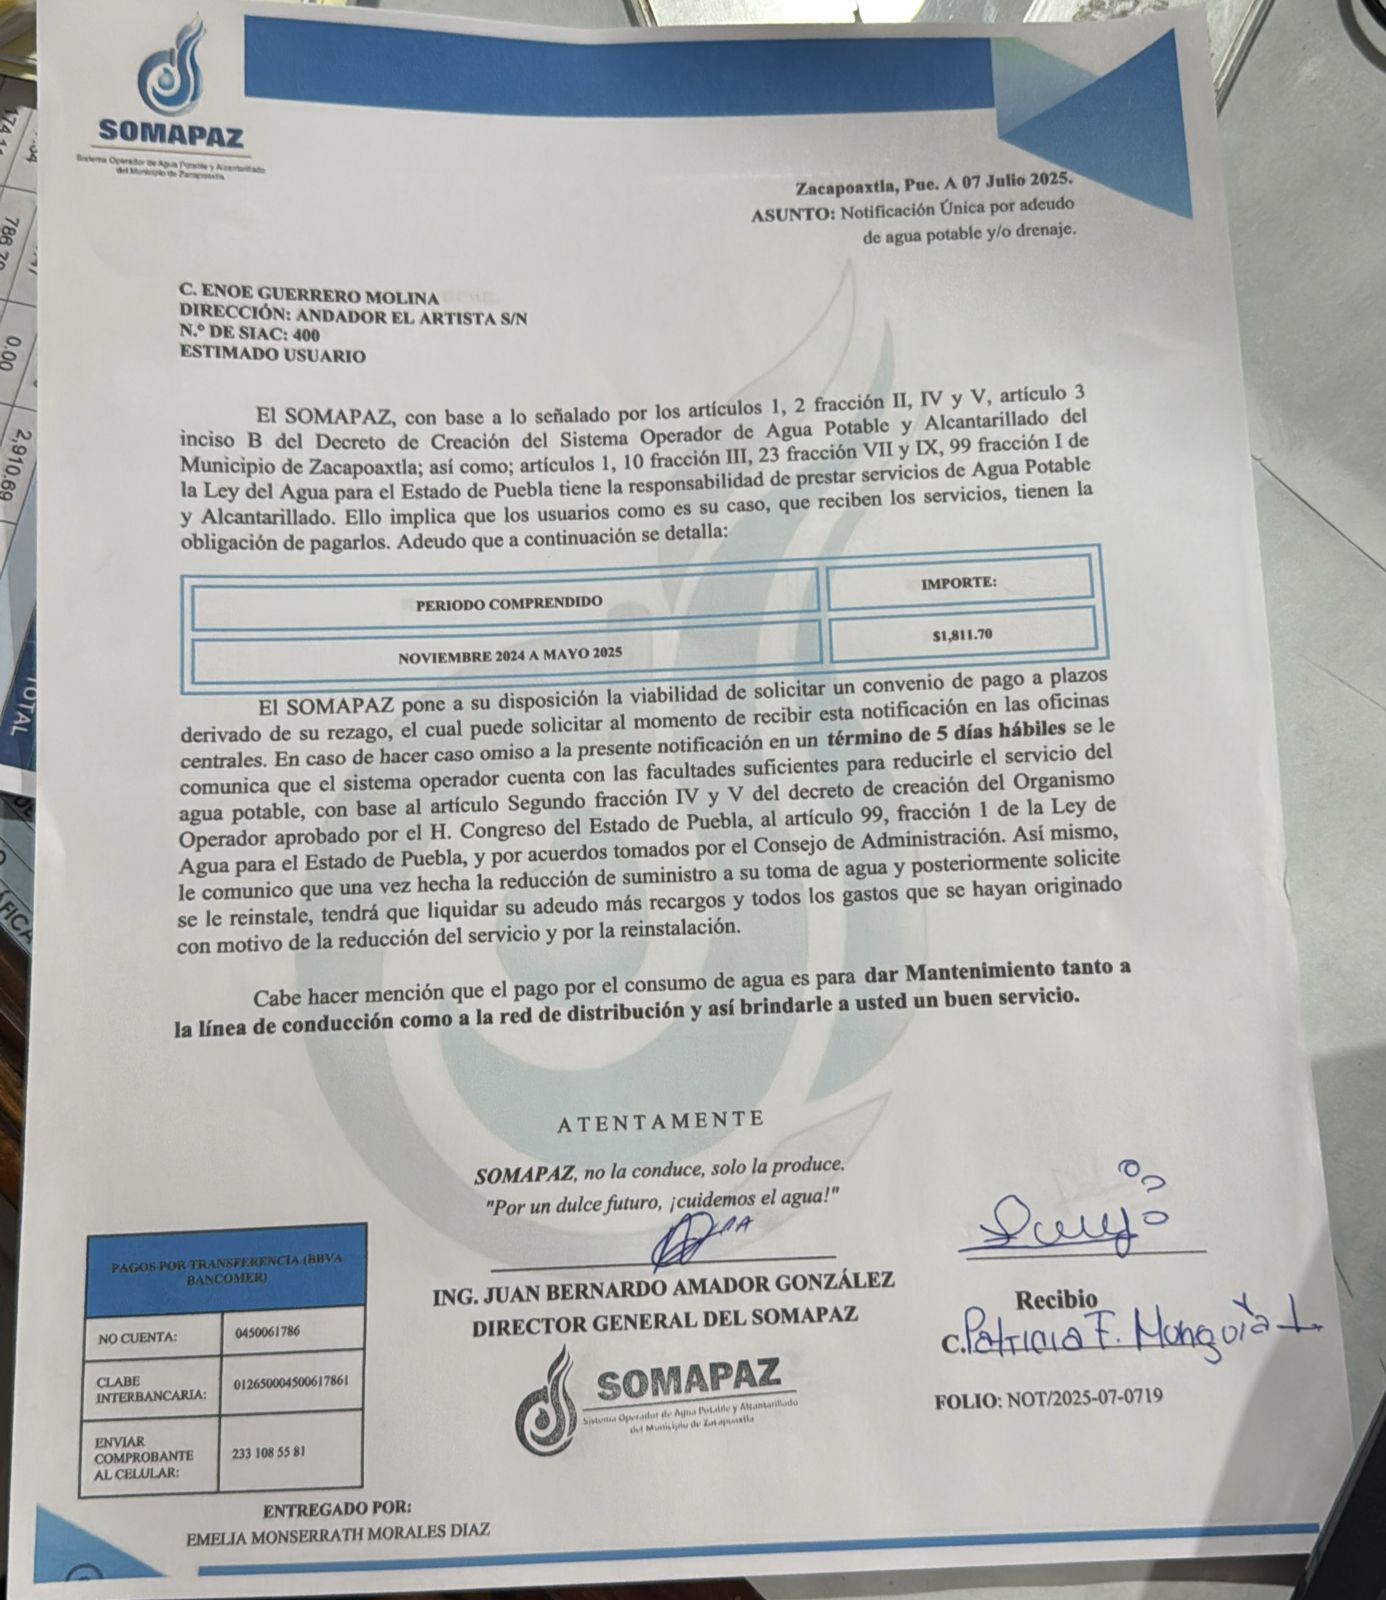 SOMAPAZ
Sistema Operador de Agua Potable y Alcantarillado
del Municipio de Zacapoaxtla
Zacapoaxtla, Pue. A 07 Julio 2025.
ASUNTO: Notificación Única por adeudo
de agua potable y/o drenaje.
C. ENOE GUERRERO MOLINA
DIRECCIÓN: ANDADOR EL ARTISTA S/N
N.º DE SIAC: 400
ESTIMADO USUARIO
El SOMAPAZ, con base a lo señalado por los artículos 1, 2 fracción II, IV y V, artículo 3
inciso B del Decreto de Creación del Sistema Operador de Agua Potable y Alcantarillado del
Municipio de Zacapoaxtla; así como; artículos 1, 10 fracción III, 23 fracción VII y IX, 99 fracción I de
la Ley del Agua para el Estado de Puebla tiene la responsabilidad de prestar servicios de Agua Potable
y Alcantarillado. Ello implica que los usuarios como es su caso, que reciben los servicios, tienen la
obligación de pagarlos. Adeudo que a continuación se detalla:
PERIODO COMPRENDIDO
IMPORTE:
NOVIEMBRE 2024 A MAYO 2025
$1,811.70
El SOMAPAZ pone a su disposición la viabilidad de solicitar un convenio de pago a plazos
derivado de su rezago, el cual puede solicitar al momento de recibir esta notificación en las oficinas
centrales. En caso de hacer caso omiso a la presente notificación en un término de 5 días hábiles se le
comunica que el sistema operador cuenta con las facultades suficientes para reducirle el servicio del
agua potable, con base al artículo Segundo fracción IV y V del decreto de creación del Organismo
Operador aprobado por el H. Congreso del Estado de Puebla, al artículo 99, fracción 1 de la Ley de
Agua para el Estado de Puebla, y por acuerdos tomados por el Consejo de Administración. Así mismo,
le comunico que una vez hecha la reducción de suministro a su toma de agua y posteriormente solicite
se le reinstale, tendrá que liquidar su adeudo más recargos y todos los gastos que se hayan originado
con motivo de la reducción del servicio y por la reinstalación.
Cabe hacer mención que el pago por el consumo de agua es para dar Mantenimiento tanto a
la línea de conducción como a la red de distribución y así brindarle a usted un buen servicio.
ATENTAMENTE
SOMAPAZ, no la conduce, solo la produce.
"Por un dulce futuro, ¡cuidemos el agua!"
ING. JUAN BERNARDO AMADOR GONZÁLEZ
DIRECTOR GENERAL DEL SOMAPAZ
SOMAPAZ
Sistema Operador de Agua Potable y Alcantarillado
del Municipio de Zacapoaxtla
Recibio
C. Patricia F. Monguia L.
FOLIO: NOT/2025-07-0719
PAGOS POR TRANSFERENCIA (BBVA
BANCOMER)
NO CUENTA:
0450061786
CLABE
INTERBANCARIA:
012650004500617861
ENVIAR
COMPROBANTE
AL CELULAR:
233 108 55 81
ENTREGADO POR:
EMELIA MONSERRATH MORALES DIAZ
786.70
0.00
2,910.69
TOTAL